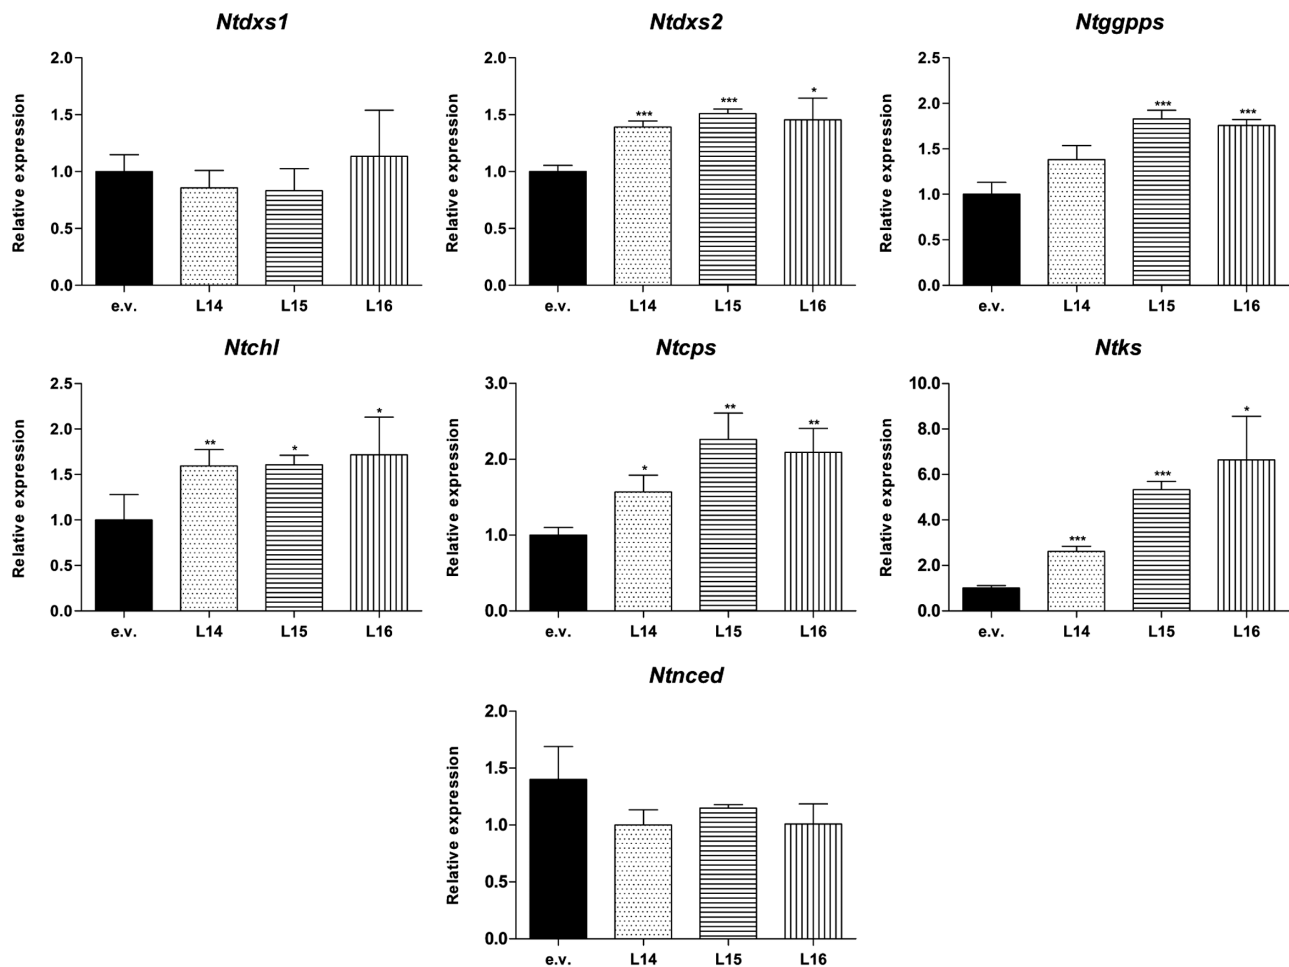 Ntdxs1
Relative expression
2.0
1.5
1.0
0.5
0.0
e.v. L14 L15 L16
Ntdxs2
Relative expression
2.0
1.5
1.0
0.5
0.0
*** *** *
e.v. L14 L15 L16
Ntggpps
Relative expression
2.5
2.0
1.5
1.0
0.5
0.0
*** ***
e.v. L14 L15 L16
Ntchl
Relative expression
2.5
2.0
1.5
1.0
0.5
0.0
** * *
e.v. L14 L15 L16
Ntcps
Relative expression
3.0
2.0
1.0
0.0
* ** **
e.v. L14 L15 L16
Ntks
Relative expression
10.0
8.0
6.0
4.0
2.0
0.0
*** *** *
e.v. L14 L15 L16
Ntnced
Relative expression
2.0
1.5
1.0
0.5
0.0
e.v. L14 L15 L16